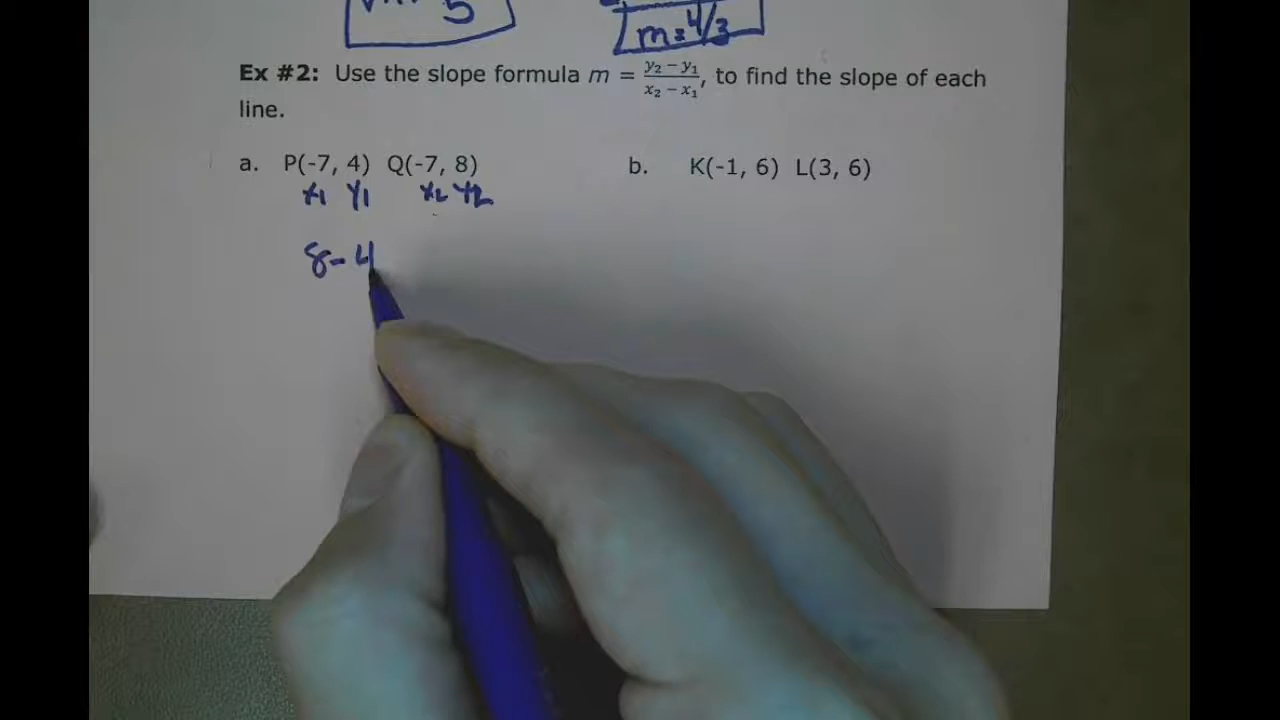 5
m=4/3
Ex #2: Use the slope formula m = y₂ − y₁ / x₂ − x₁, to find the slope of each
line.
a. P(-7, 4) Q(-7, 8) b. K(-1, 6) L(3, 6)
x1 y1 x2 y2
8-4